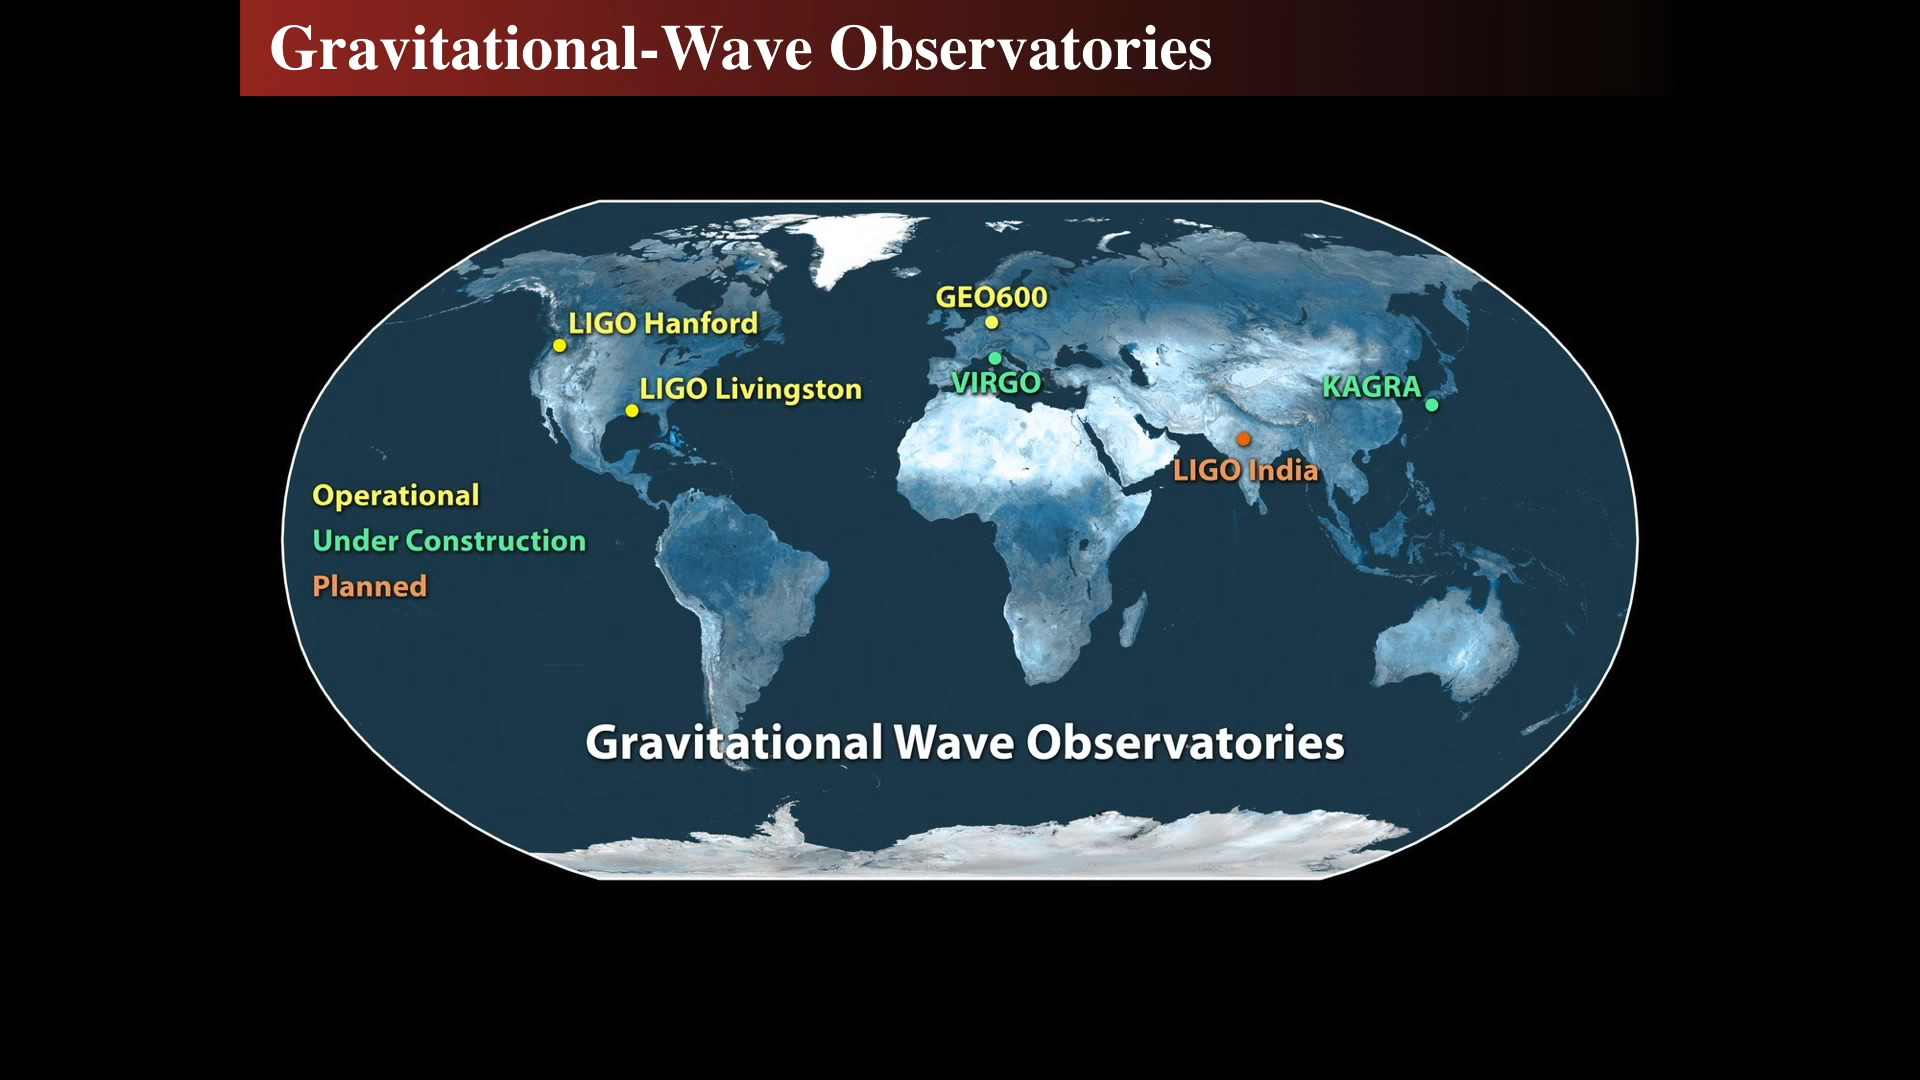 Gravitational-Wave Observatories
GEO600
LIGO Hanford
VIRGO
KAGRA
LIGO Livingston
LIGO India
Operational
Under Construction
Planned
Gravitational Wave Observatories